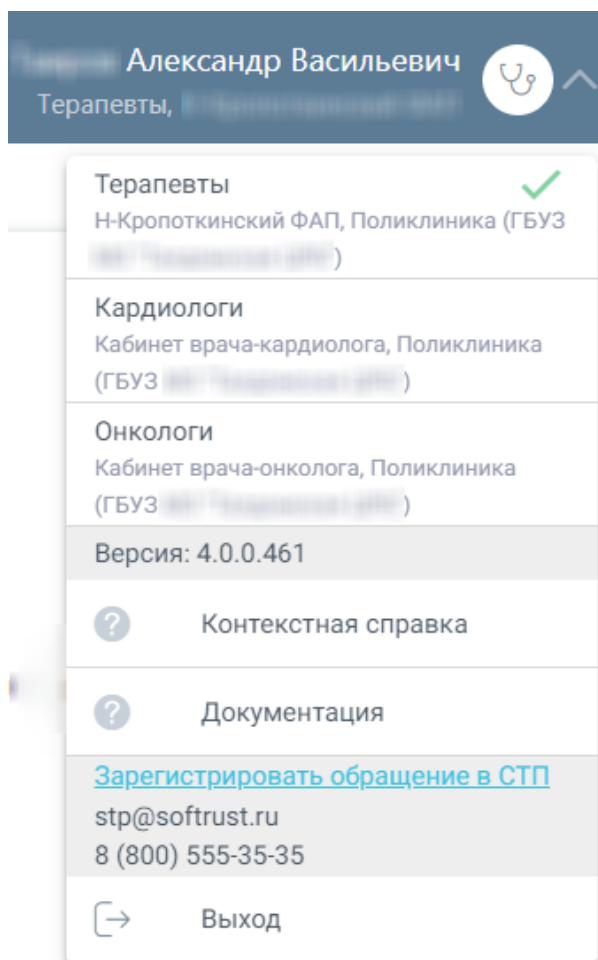 Александр Васильевич
Терапевты,
Терапевты
Н-Кропоткинский ФАП, Поликлиника (ГБУЗ
)
Кардиологи
Кабинет врача-кардиолога, Поликлиника
(ГБУЗ )
Онкологи
Кабинет врача-онколога, Поликлиника
(ГБУЗ )
Версия: 4.0.0.461
? Контекстная справка
? Документация
Зарегистрировать обращение в СТП
stp@softrust.ru
8 (800) 555-35-35
Выход